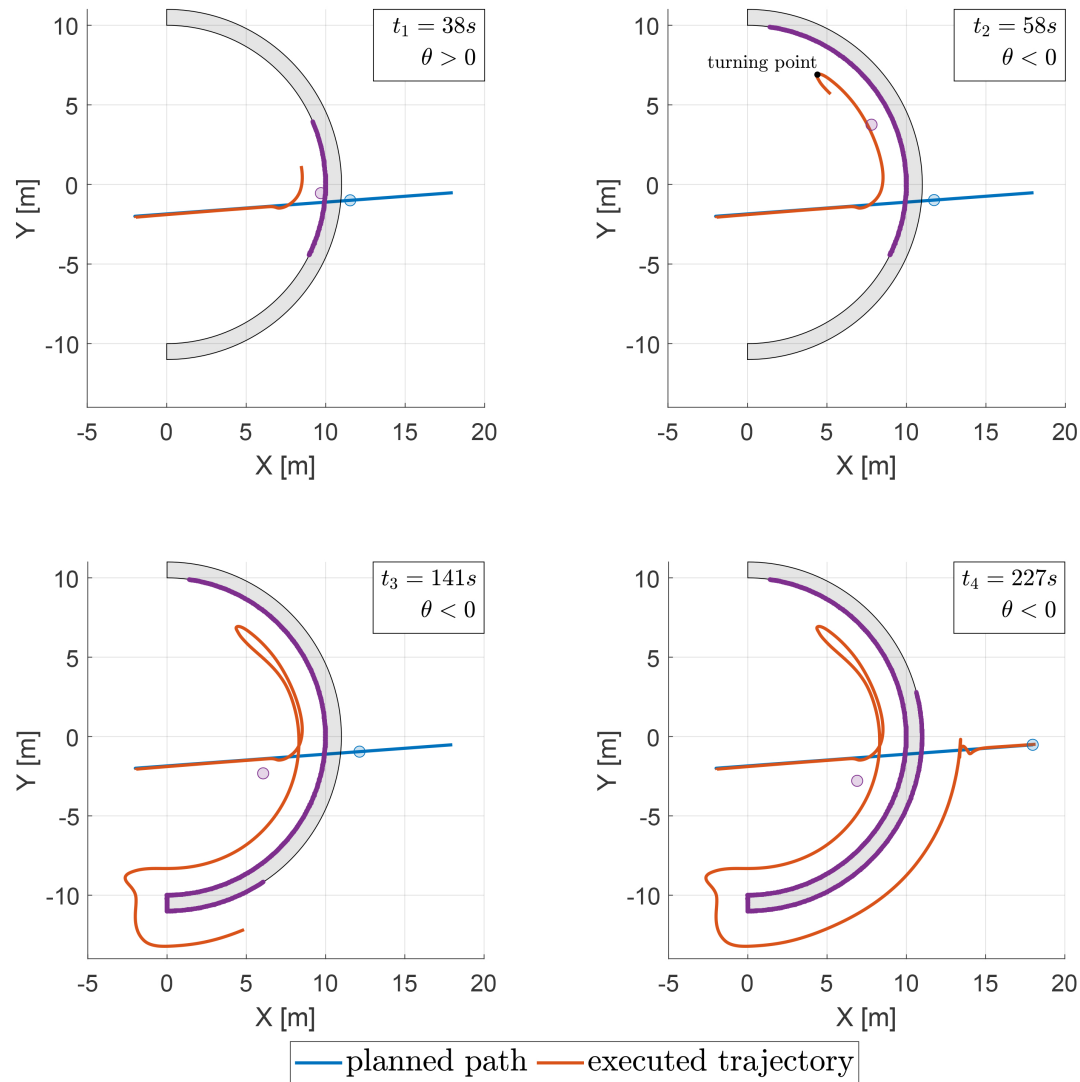 t₁ = 38s
θ > 0
10
5
0
-5
-10
Y [m]
-5 0 5 10 15 20
X [m]
t₂ = 58s
θ < 0
turning point
10
5
0
-5
-10
Y [m]
-5 0 5 10 15 20
X [m]
t₃ = 141s
θ < 0
10
5
0
-5
-10
Y [m]
-5 0 5 10 15 20
X [m]
t₄ = 227s
θ < 0
10
5
0
-5
-10
Y [m]
-5 0 5 10 15 20
X [m]
planned path executed trajectory